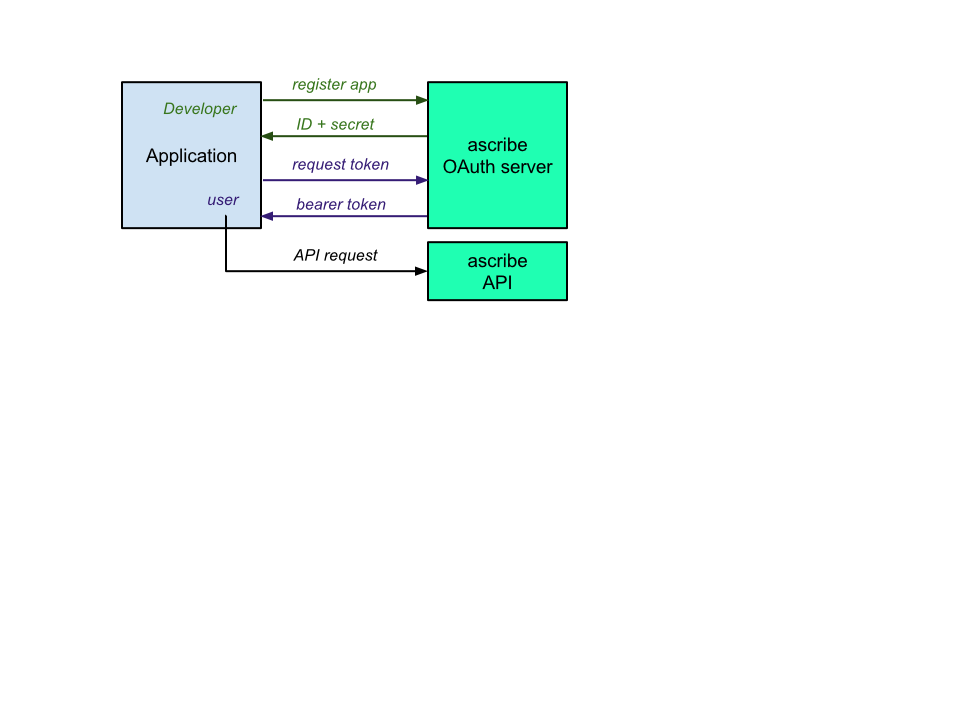 register app
Developer
ID + secret
ascribe
OAuth server
Application
request token
user
bearer token
API request
ascribe
API